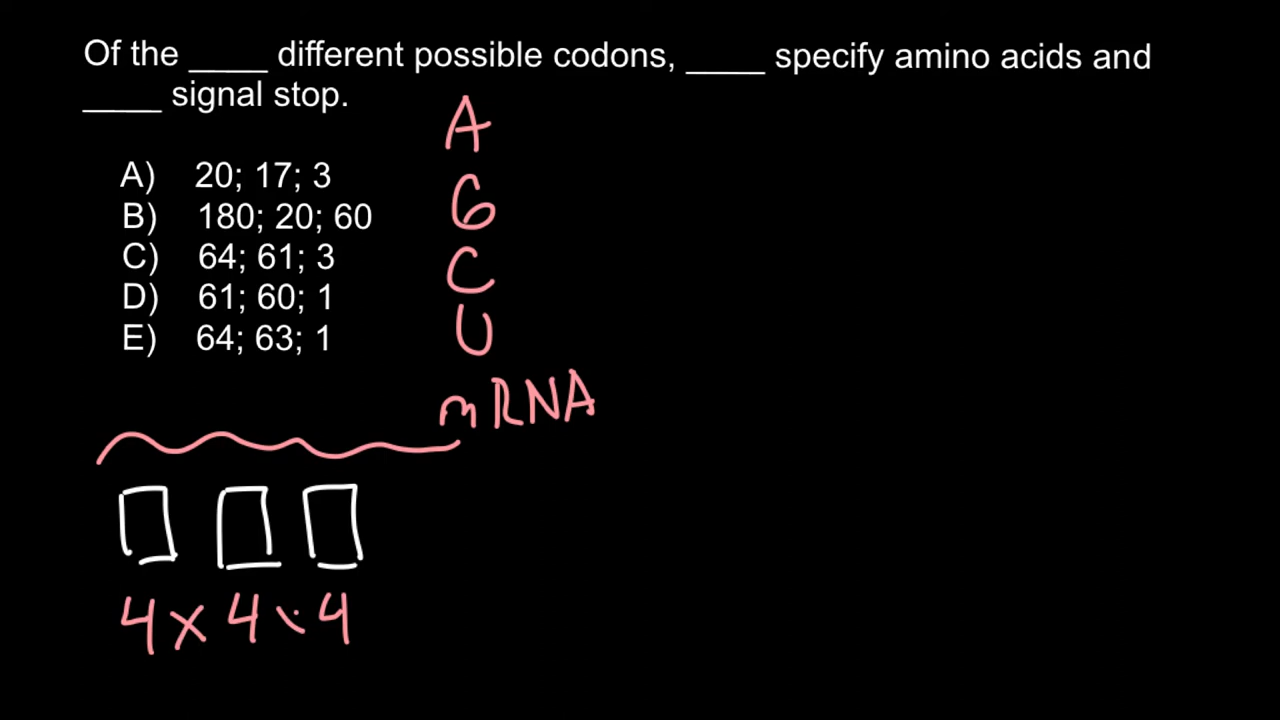 Of the ____ different possible codons, ____ specify amino acids and
____ signal stop.
A) 20; 17; 3
B) 180; 20; 60
C) 64; 61; 3
D) 61; 60; 1
E) 64; 63; 1
A
G
C
U
mRNA
4 x 4 \ 4